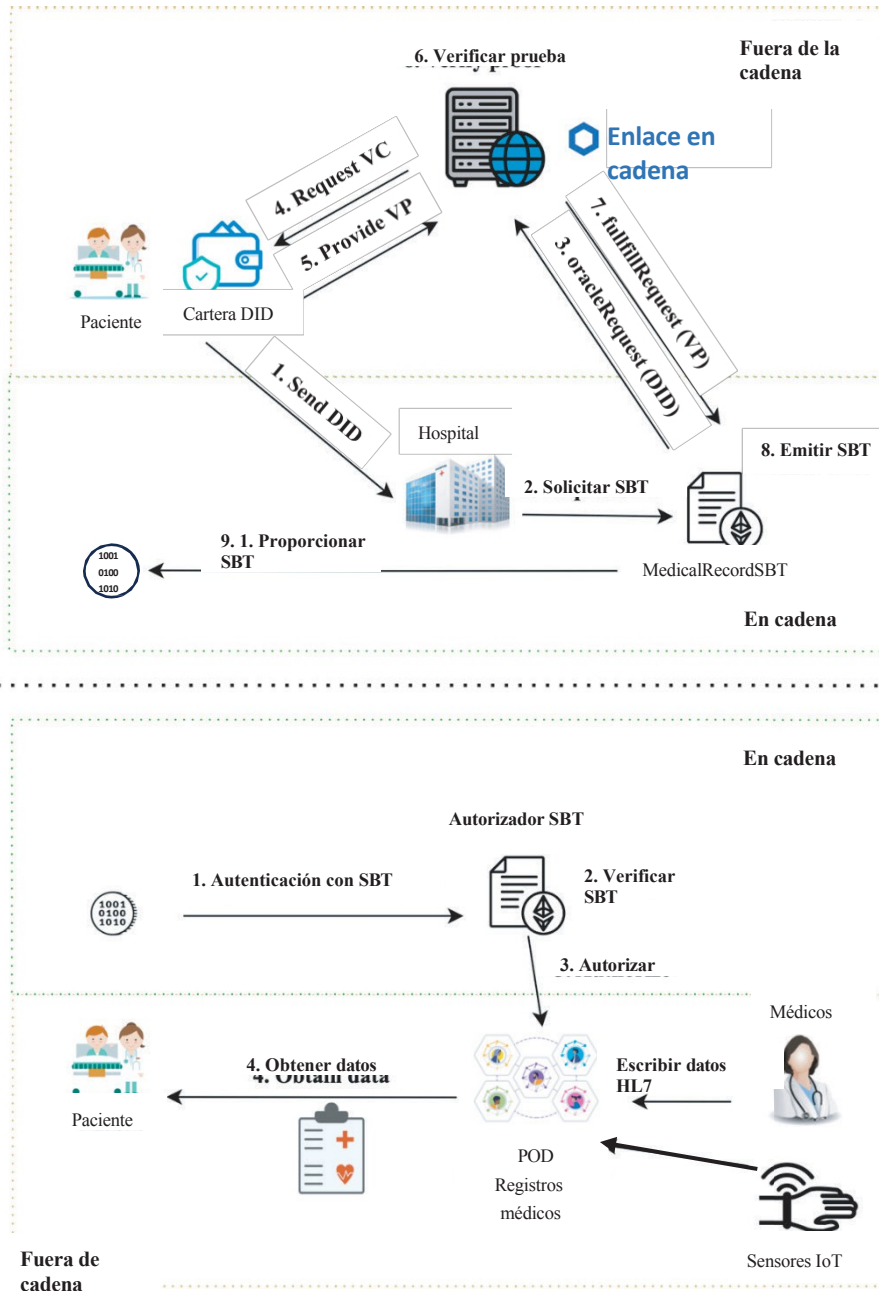 6. Verificar prueba
Fuera de la
cadena
Enlace en
cadena
4. Request VC
5. Provide VP
7. fullfillRequest (VP)
3. oracleRequest (DID)
Paciente
Cartera DID
1. Send DID
Hospital
8. Emitir SBT
2. Solicitar SBT
9. 1. Proporcionar
SBT
1001
0100
1010
MedicalRecordSBT
En cadena
En cadena
Autorizador SBT
1. Autenticación con SBT
2. Verificar
SBT
1001
0100
1010
3. Autorizar
Médicos
4. Obtener datos
4. Obtain data
Escribir datos
HL7
Paciente
POD
Registros
médicos
Fuera de
cadena
Sensores IoT